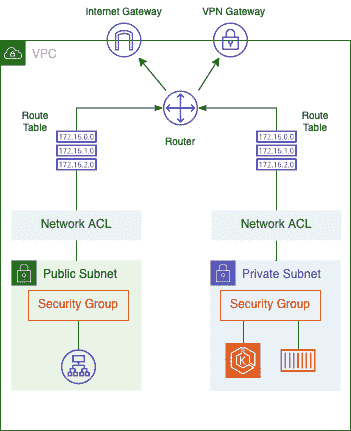 Internet Gateway
VPN Gateway
VPC
Route
Table
Route
Table
172.16.0.0
172.16.1.0
172.16.2.0
Router
172.16.0.0
172.16.1.0
172.16.2.0
Network ACL
Network ACL
Public Subnet
Private Subnet
Security Group
Security Group
K